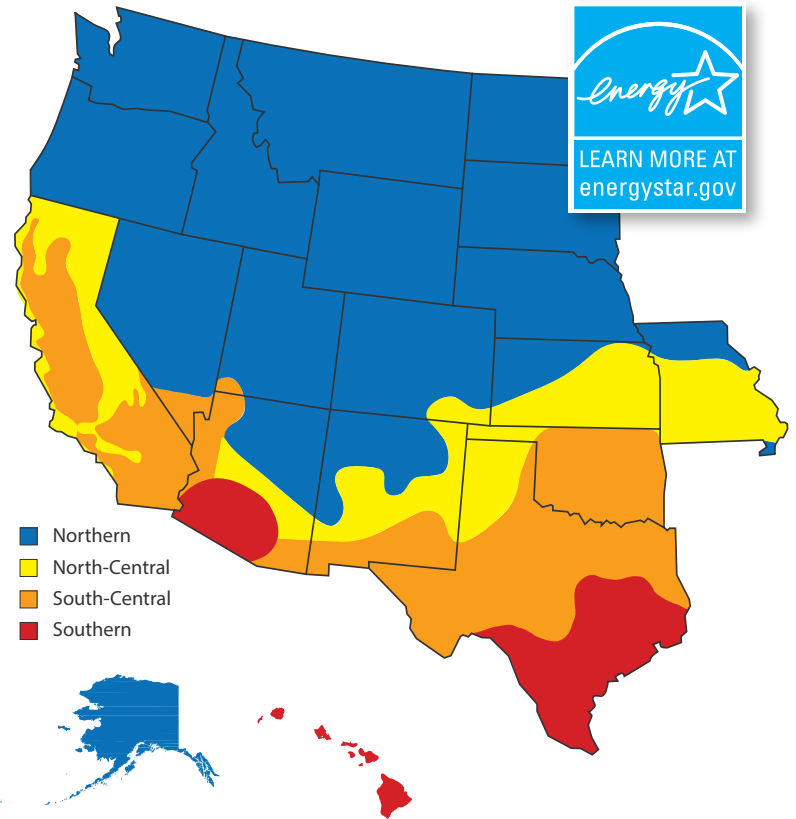 energy
LEARN MORE AT
energystar.gov
Northern
North-Central
South-Central
Southern